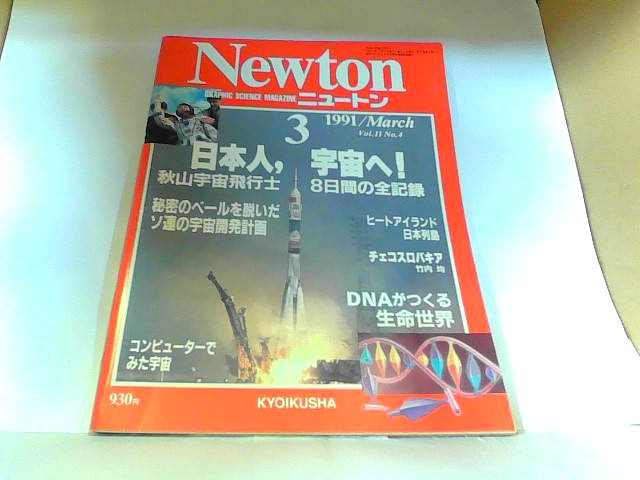 Newton
GRAPHIC SCIENCE MAGAZINE ニュートン
3 1991/March
Vol.11 No.4
日本人, 宇宙へ!
秋山宇宙飛行士 8日間の全記録
秘密のベールを脱いだ
ソ連の宇宙開発計画
ヒートアイランド
日本列島
チェコスロバキア
竹内 均
DNAがつくる
生命世界
コンピューターで
みた宇宙
930円
KYOIKUSHA